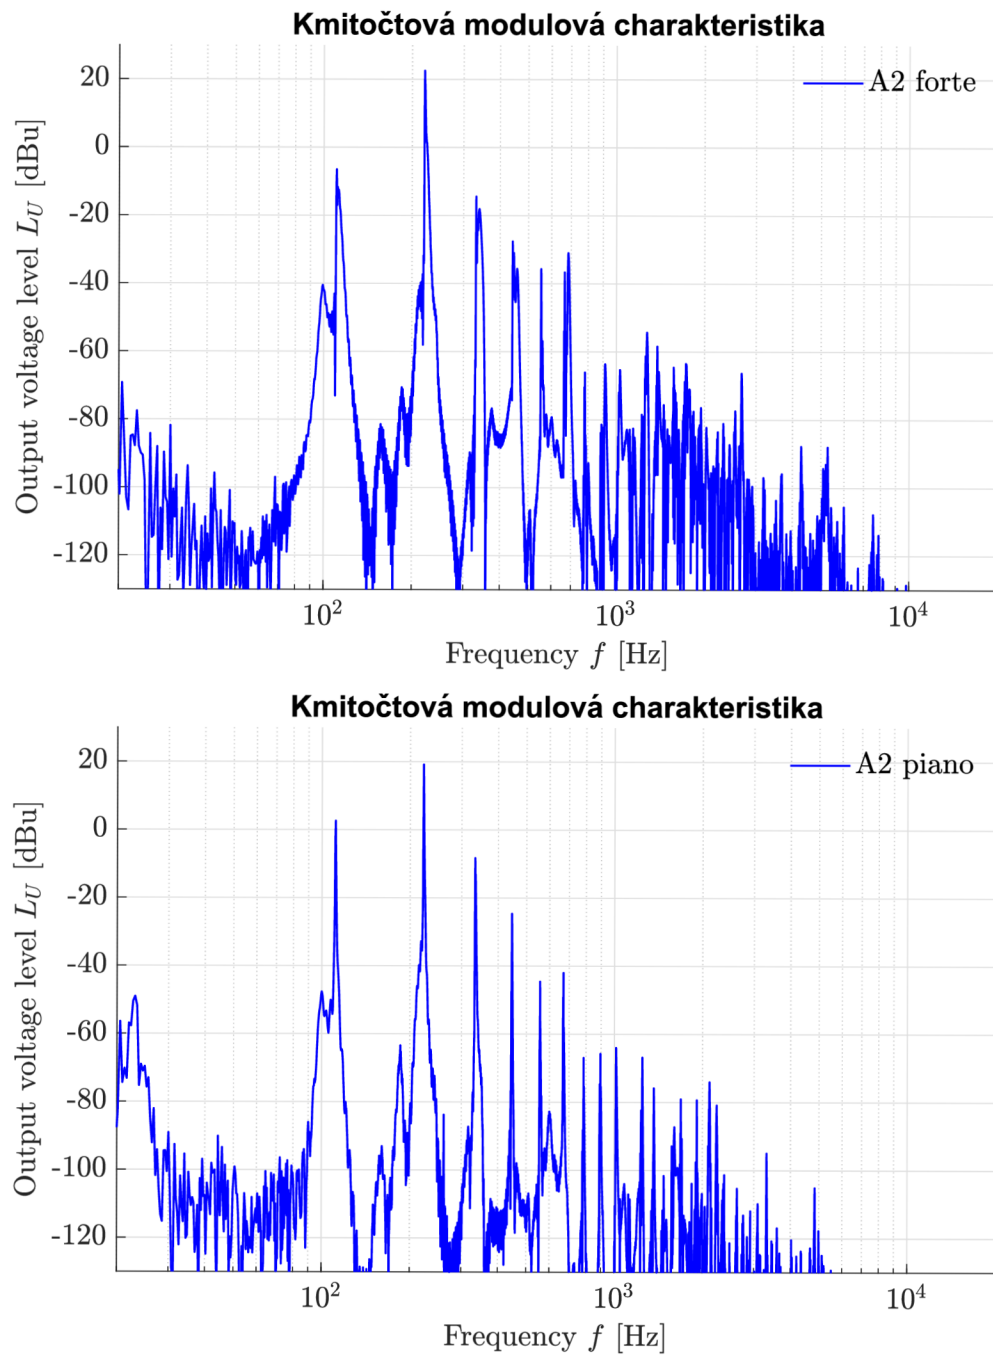 Kmitočtová modulová charakteristika
A2 forte
20
0
-20
-40
-60
-80
-100
-120
Output voltage level L_U [dBu]
10^2
10^3
10^4
Frequency f [Hz]
Kmitočtová modulová charakteristika
A2 piano
20
0
-20
-40
-60
-80
-100
-120
Output voltage level L_U [dBu]
10^2
10^3
10^4
Frequency f [Hz]